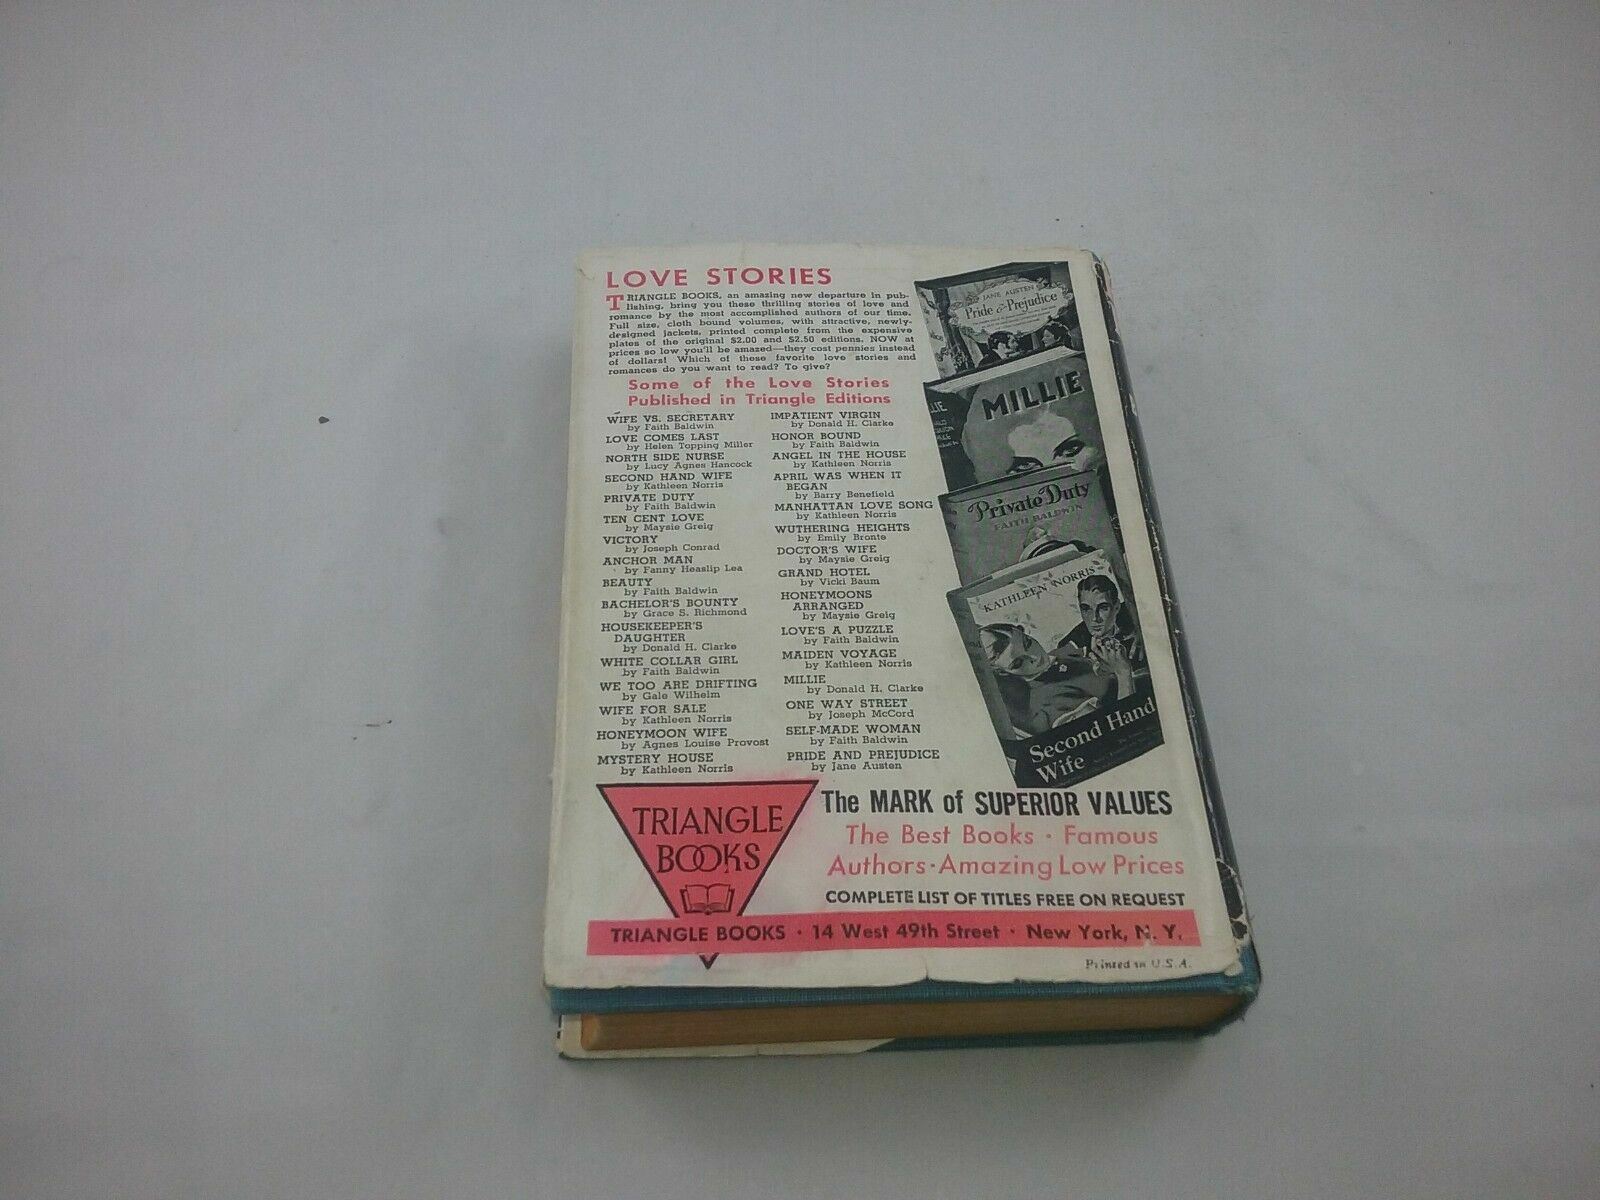 LOVE STORIES
TRIANGLE BOOKS, an amazing new departure in pub-
lishing, bring you these thrilling stories of love and
romance by the most accomplished authors of our time.
Full size, cloth bound volumes, with attractive, newly-
designed jackets, printed complete from the expensive
plates of the original $2.00 and $2.50 editions. NOW at
prices so low you'll be amazed—they cost pennies instead
of dollars! Which of these favorite love stories and
romances do you want to read? To give?
Some of the Love Stories
Published in Triangle Editions
WIFE VS. SECRETARY
by Faith Baldwin
LOVE COMES LAST
by Helen Topping Miller
NORTH SIDE NURSE
by Lucy Agnes Hancock
SECOND HAND WIFE
by Kathleen Norris
PRIVATE DUTY
by Faith Baldwin
TEN CENT LOVE
by Maysie Greig
VICTORY
by Joseph Conrad
ANCHOR MAN
by Fanny Heaslip Lea
BEAUTY
by Faith Baldwin
BACHELOR'S BOUNTY
by Grace S. Richmond
HOUSEKEEPER'S
DAUGHTER
by Donald H. Clarke
WHITE COLLAR GIRL
by Faith Baldwin
WE TOO ARE DRIFTING
by Gale Wilhelm
WIFE FOR SALE
by Kathleen Norris
HONEYMOON WIFE
by Agnes Louise Provost
MYSTERY HOUSE
by Kathleen Norris
IMPATIENT VIRGIN
by Donald H. Clarke
HONOR BOUND
by Faith Baldwin
ANGEL IN THE HOUSE
by Kathleen Norris
APRIL WAS WHEN IT
BEGAN
by Barry Benefield
MANHATTAN LOVE SONG
by Kathleen Norris
WUTHERING HEIGHTS
by Emily Bronte
DOCTOR'S WIFE
by Maysie Greig
GRAND HOTEL
by Vicki Baum
HONEYMOONS
ARRANGED
by Maysie Greig
LOVE'S A PUZZLE
by Faith Baldwin
MAIDEN VOYAGE
by Kathleen Norris
MILLIE
by Donald H. Clarke
ONE WAY STREET
by Joseph McCord
SELF-MADE WOMAN
by Faith Baldwin
PRIDE AND PREJUDICE
by Jane Austen
JANE AUSTEN
Pride & Prejudice
MILLIE
Private Duty
FAITH BALDWIN
KATHLEEN NORRIS
Second Hand
Wife
TRIANGLE
BOOKS
The MARK of SUPERIOR VALUES
The Best Books · Famous
Authors · Amazing Low Prices
COMPLETE LIST OF TITLES FREE ON REQUEST
TRIANGLE BOOKS · 14 West 49th Street · New York, N. Y.
Printed in U.S.A.